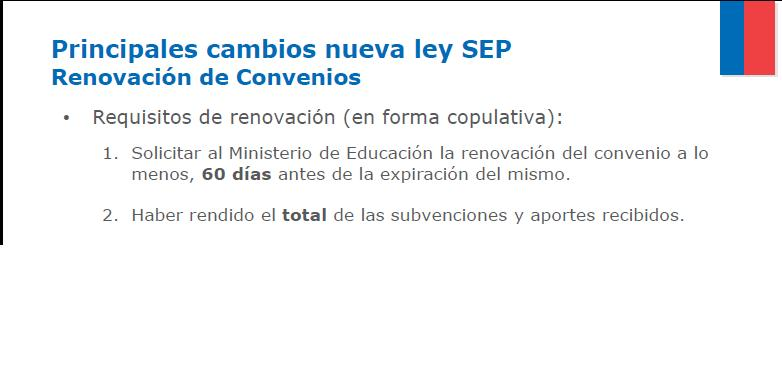 Principales cambios nueva ley SEP
Renovación de Convenios
• Requisitos de renovación (en forma copulativa):
1. Solicitar al Ministerio de Educación la renovación del convenio a lo
menos, 60 días antes de la expiración del mismo.
2. Haber rendido el total de las subvenciones y aportes recibidos.